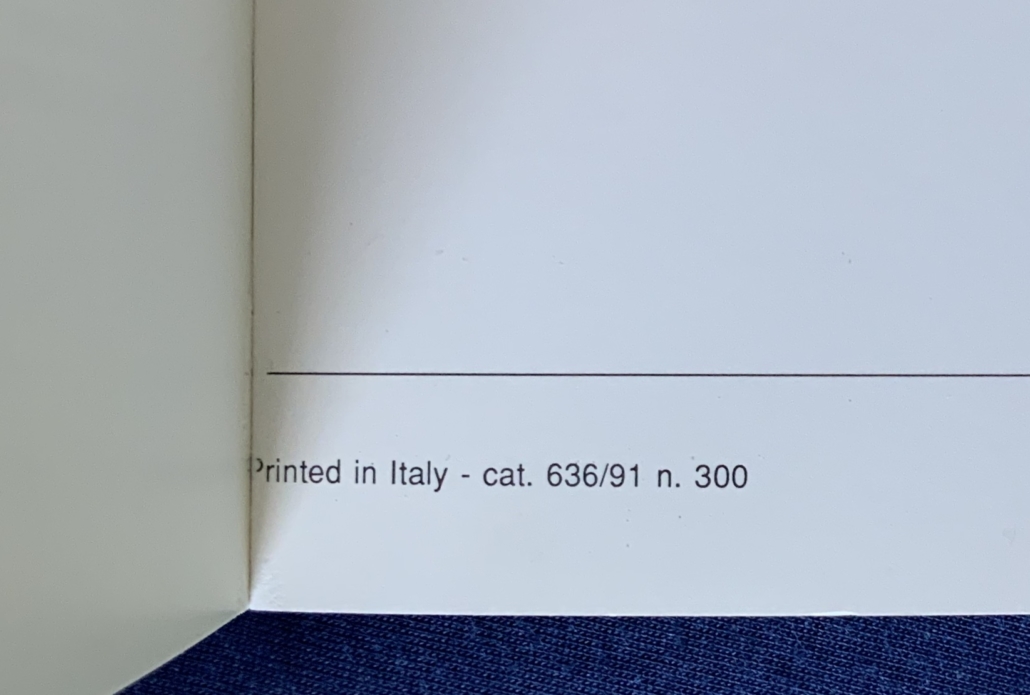 Printed in Italy - cat. 636/91 n. 300